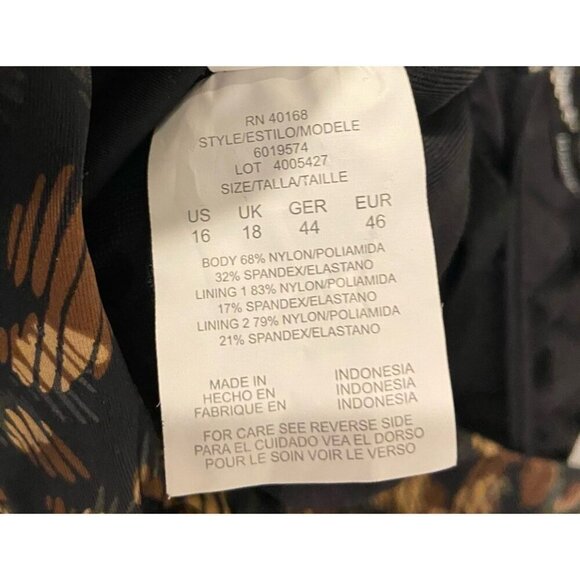 RN 40168
STYLE/ESTILO/MODELE
6019574
LOT 4005427
SIZE/TALLA/TAILLE
US UK GER EUR
16 18 44 46
BODY 68% NYLON/POLIAMIDA
32% SPANDEX/ELASTANO
LINING 1 83% NYLON/POLIAMIDA
17% SPANDEX/ELASTANO
LINING 2 79% NYLON/POLIAMIDA
21% SPANDEX/ELASTANO
MADE IN INDONESIA
HECHO EN INDONESIA
FABRIQUE EN INDONESIA
FOR CARE SEE REVERSE SIDE
PARA EL CUIDADO VEA EL DORSO
POUR LE SOIN VOIR LE VERSO